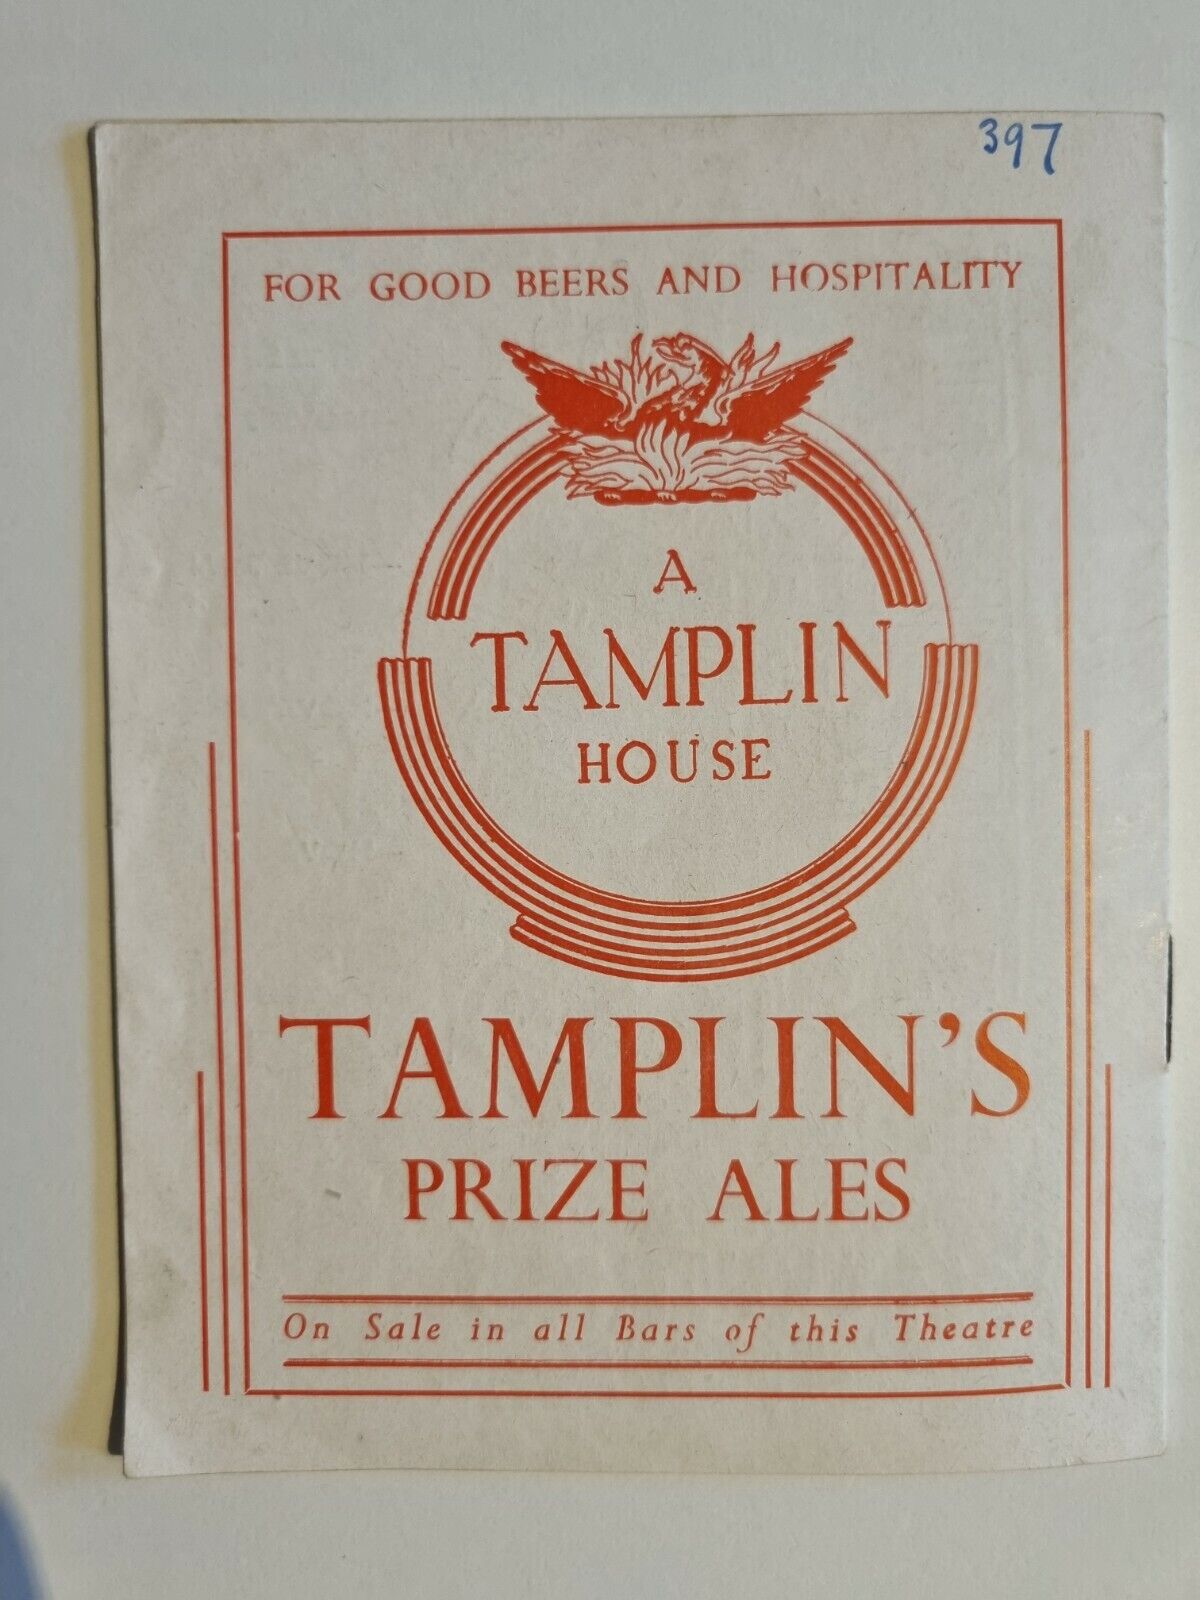 397
FOR GOOD BEERS AND HOSPITALITY
A
TAMPLIN
HOUSE
TAMPLIN'S
PRIZE ALES
On Sale in all Bars of this Theatre